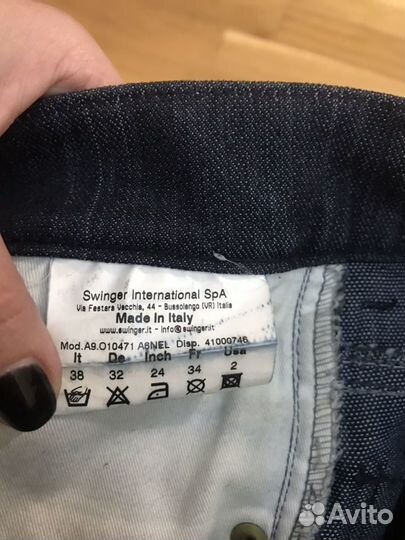 Swinger International SpA
Via Festara Vecchia, 44 - Bussolengo (VR) Italia
Made In Italy
www.swinger.it - info@swinger.it
Mod.A9.O10471 A8NEL Disp. 41000746
It De Inch Fr Usa
38 32 24 34 2
Avito